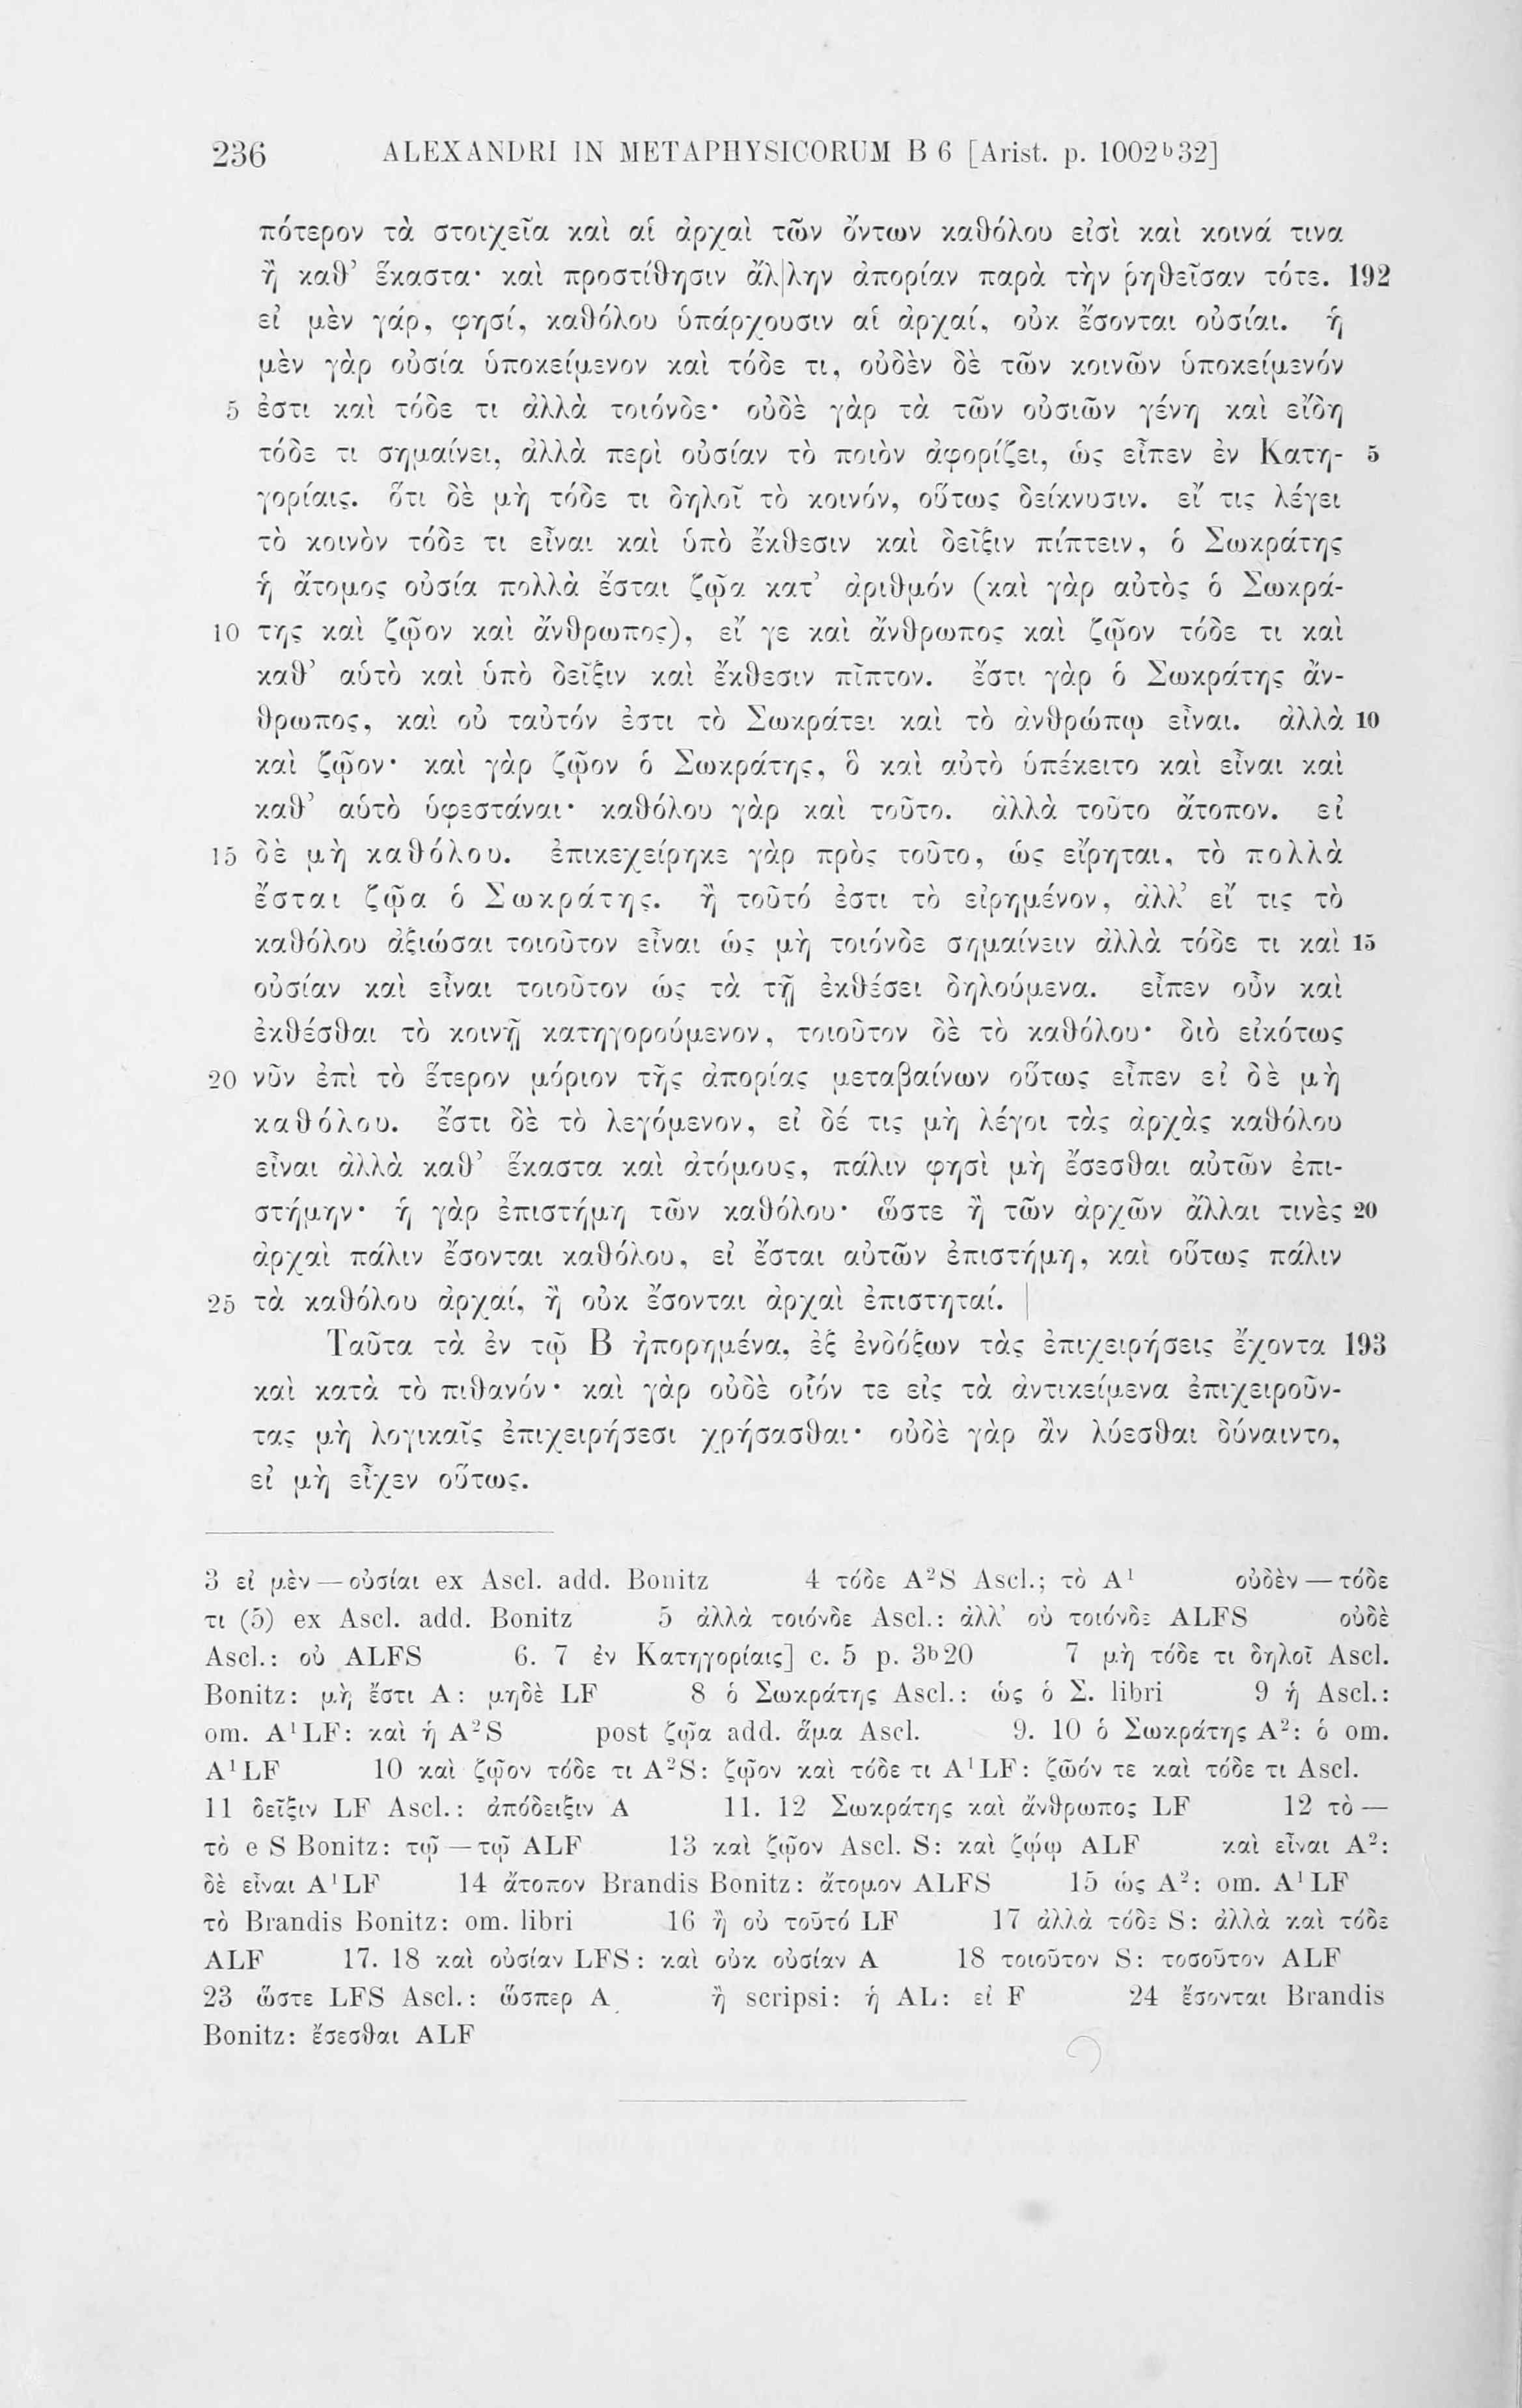 236 ALEXANDRI IN METAPHYSICORUM B 6 [Arist. p. 1002ᵇ32]
πότερον τὰ στοιχεῖα καὶ αἱ ἀρχαὶ τῶν ὄντων καθόλου εἰσὶ καὶ κοινά τινα
ἢ καθ’ ἕκαστα· καὶ προστίθησιν ἄλ|λην ἀπορίαν παρὰ τὴν ῥηθεῖσαν τότε. 192
εἰ μὲν γάρ, φησί, καθόλου ὑπάρχουσιν αἱ ἀρχαί, οὐκ ἔσονται οὐσίαι. ἡ
μὲν γὰρ οὐσία ὑποκείμενον καὶ τόδε τι, οὐδὲν δὲ τῶν κοινῶν ὑποκείμενόν
5 ἐστι καὶ τόδε τι ἀλλὰ τοιόνδε· οὐδὲ γὰρ τὰ τῶν οὐσιῶν γένη καὶ εἴδη
τόδε τι σημαίνει, ἀλλὰ περὶ οὐσίαν τὸ ποιὸν ἀφορίζει, ὡς εἶπεν ἐν Κατη- 5
γορίαις. ὅτι δὲ μὴ τόδε τι δηλοῖ τὸ κοινόν, οὕτως δείκνυσιν. εἴ τις λέγει
τὸ κοινὸν τόδε τι εἶναι καὶ ὑπὸ ἔκθεσιν καὶ δεῖξιν πίπτειν, ὁ Σωκράτης
ἡ ἄτομος οὐσία πολλὰ ἔσται ζῷα κατ’ ἀριθμόν (καὶ γὰρ αὐτὸς ὁ Σωκρά-
10 της καὶ ζῷον καὶ ἄνθρωπος), εἴ γε καὶ ἄνθρωπος καὶ ζῷον τόδε τι καὶ
καθ’ αὑτὸ καὶ ὑπὸ δεῖξιν καὶ ἔκθεσιν πῖπτον. ἔστι γὰρ ὁ Σωκράτης ἄν-
θρωπος, καὶ οὐ ταὐτόν ἐστι τὸ Σωκράτει καὶ τὸ ἀνθρώπῳ εἶναι. ἀλλὰ 10
καὶ ζῷον· καὶ γὰρ ζῷον ὁ Σωκράτης, ὃ καὶ αὐτὸ ὑπέκειτο καὶ εἶναι καὶ
καθ’ αὑτὸ ὑφεστάναι· καθόλου γὰρ καὶ τοῦτο. ἀλλὰ τοῦτο ἄτοπον. εἰ
15 δὲ μὴ καθόλου. ἐπικεχείρηκε γὰρ πρὸς τοῦτο, ὡς εἴρηται, τὸ πολλὰ
ἔσται ζῷα ὁ Σωκράτης. ἢ τοῦτό ἐστι τὸ εἰρημένον, ἀλλ’ εἴ τις τὸ
καθόλου ἀξιώσαι τοιοῦτον εἶναι ὡς μὴ τοιόνδε σημαίνειν ἀλλὰ τόδε τι καὶ 15
οὐσίαν καὶ εἶναι τοιοῦτον ὡς τὰ τῇ ἐκθέσει δηλούμενα. εἶπεν οὖν καὶ
ἐκθέσθαι τὸ κοινῇ κατηγορούμενον, τοιοῦτον δὲ τὸ καθόλου· διὸ εἰκότως
20 νῦν ἐπὶ τὸ ἕτερον μόριον τῆς ἀπορίας μεταβαίνων οὕτως εἶπεν εἰ δὲ μὴ
καθόλου. ἔστι δὲ τὸ λεγόμενον, εἰ δέ τις μὴ λέγοι τὰς ἀρχὰς καθόλου
εἶναι ἀλλὰ καθ’ ἕκαστα καὶ ἀτόμους, πάλιν φησὶ μὴ ἔσεσθαι αὐτῶν ἐπι-
στήμην· ἡ γὰρ ἐπιστήμη τῶν καθόλου· ὥστε ἢ τῶν ἀρχῶν ἄλλαι τινὲς 20
ἀρχαὶ πάλιν ἔσονται καθόλου, εἰ ἔσται αὐτῶν ἐπιστήμη, καὶ οὕτως πάλιν
25 τὰ καθόλου ἀρχαί, ἢ οὐκ ἔσονται ἀρχαὶ ἐπιστηταί. |
Ταῦτα τὰ ἐν τῷ Β ἠπορημένα, ἐξ ἐνδόξων τὰς ἐπιχειρήσεις ἔχοντα 193
καὶ κατὰ τὸ πιθανόν· καὶ γὰρ οὐδὲ οἷόν τε εἰς τὰ ἀντικείμενα ἐπιχειροῦν-
τας μὴ λογικαῖς ἐπιχειρήσεσι χρήσασθαι· οὐδὲ γὰρ ἂν λύεσθαι δύναιντο,
εἰ μὴ εἶχεν οὕτως.
3 εἰ μὲν — οὐσίαι ex Ascl. add. Bonitz 4 τόδε A²S Ascl.; τὸ A¹ οὐδὲν — τόδε
τι (5) ex Ascl. add. Bonitz 5 ἀλλὰ τοιόνδε Ascl.: ἀλλ’ οὐ τοιόνδε ALFS οὐδὲ
Ascl.: οὐ ALFS 6. 7 ἐν Κατηγορίαις] c. 5 p. 3ᵇ20 7 μὴ τόδε τι δηλοῖ Ascl.
Bonitz: μὴ ἔστι A: μηδὲ LF 8 ὁ Σωκράτης Ascl.: ὡς ὁ Σ. libri 9 ἡ Ascl.:
om. A¹LF: καὶ ἡ A²S post ζῷα add. ἅμα Ascl. 9. 10 ὁ Σωκράτης A²: ὁ om.
A¹LF 10 καὶ ζῷον τόδε τι A²S: ζῷον καὶ τόδε τι A¹LF: ζῶόν τε καὶ τόδε τι Ascl.
11 δεῖξιν LF Ascl.: ἀπόδειξιν A 11. 12 Σωκράτης καὶ ἄνθρωπος LF 12 τὸ —
τὸ e S Bonitz: τῷ — τῷ ALF 13 καὶ ζῷον Ascl. S: καὶ ζῴῳ ALF καὶ εἶναι A²:
δὲ εἶναι A¹LF 14 ἄτοπον Brandis Bonitz: ἄτομον ALFS 15 ὡς A²: om. A¹LF
τὸ Brandis Bonitz: om. libri 16 ἢ οὐ τοῦτό LF 17 ἀλλὰ τόδε S: ἀλλὰ καὶ τόδε
ALF 17. 18 καὶ οὐσίαν LFS: καὶ οὐκ οὐσίαν A 18 τοιοῦτον S: τοσοῦτον ALF
23 ὥστε LFS Ascl.: ὥσπερ A ἢ scripsi: ἡ AL: εἰ F 24 ἔσονται Brandis
Bonitz: ἔσεσθαι ALF